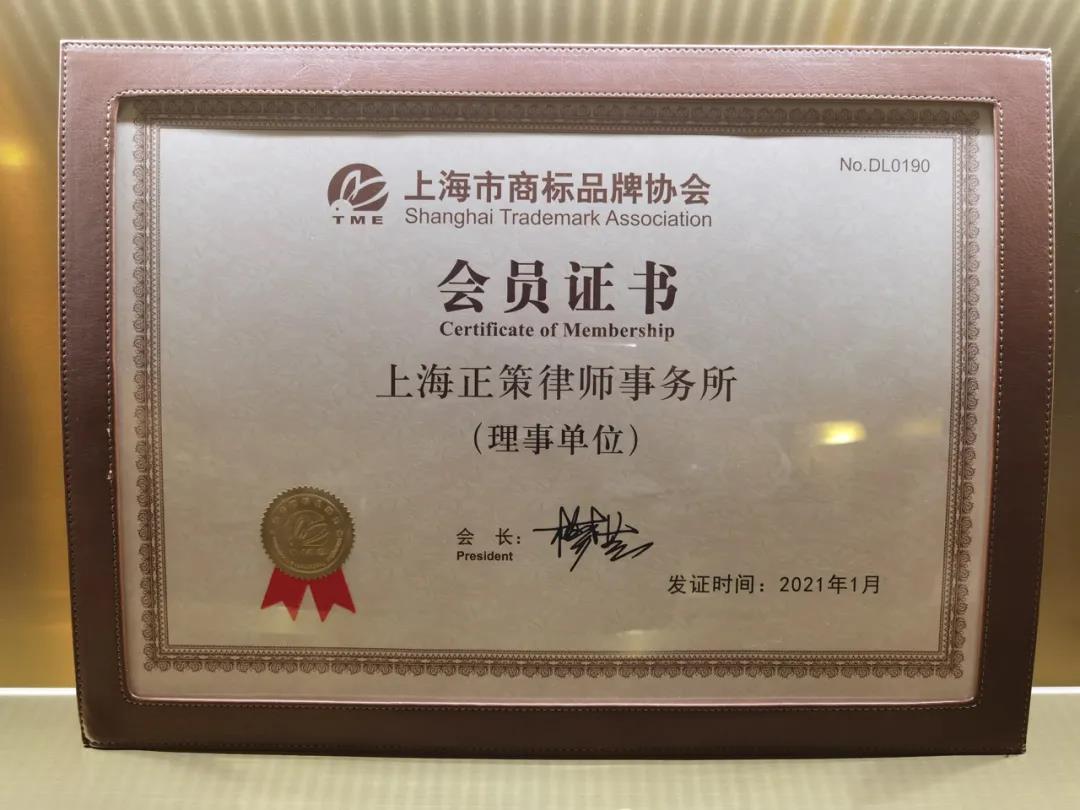 No.DL0190
TME
上海市商标品牌协会
Shanghai Trademark Association
会员证书
Certificate of Membership
上海正策律师事务所
（理事单位）
会 长：
President
发证时间：2021年1月